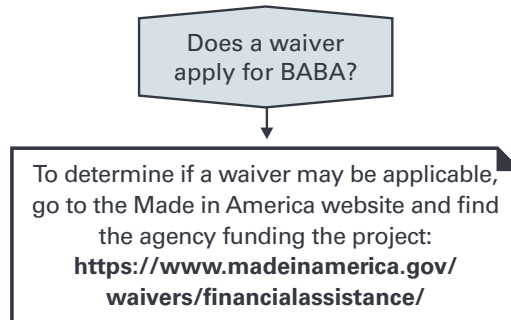 Does a waiver
apply for BABA?
To determine if a waiver may be applicable,
go to the Made in America website and find
the agency funding the project:
https://www.madeinamerica.gov/
waivers/financialassistance/